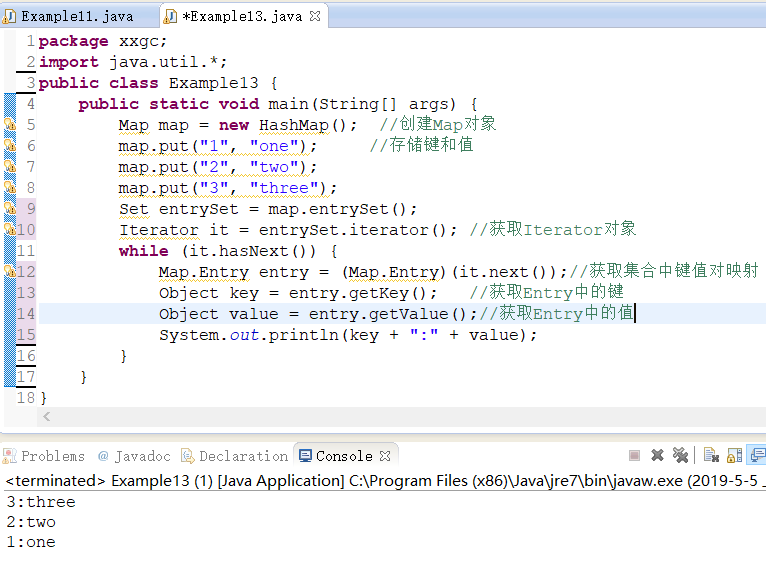 Example11.java *Example13.java
1 package xxgc;
2 import java.util.*;
3 public class Example13 {
4 public static void main(String[] args) {
5 Map map = new HashMap(); //创建Map对象
6 map.put("1", "one"); //存储键和值
7 map.put("2", "two");
8 map.put("3", "three");
9 Set entrySet = map.entrySet();
10 Iterator it = entrySet.iterator(); //获取Iterator对象
11 while (it.hasNext()) {
12 Map.Entry entry = (Map.Entry)(it.next());//获取集合中键值对映射
13 Object key = entry.getKey(); //获取Entry中的键
14 Object value = entry.getValue();//获取Entry中的值
15 System.out.println(key + ":" + value);
16 }
17 }
18 }
Problems @ Javadoc Declaration Console
<terminated> Example13 (1) [Java Application] C:\Program Files (x86)\Java\jre7\bin\javaw.exe (2019-5-5
3:three
2:two
1:one